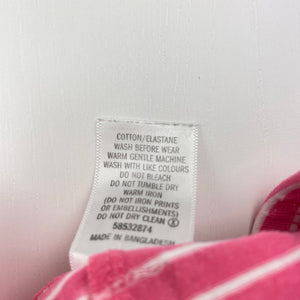 COTTON/ELASTANE
WASH BEFORE WEAR
WARM GENTLE MACHINE
WASH WITH LIKE COLOURS
DO NOT BLEACH
DO NOT TUMBLE DRY
WARM IRON
(DO NOT IRON PRINTS
OR EMBELLISHMENTS)
DO NOT DRY CLEAN
58532874
MADE IN BANGLADESH